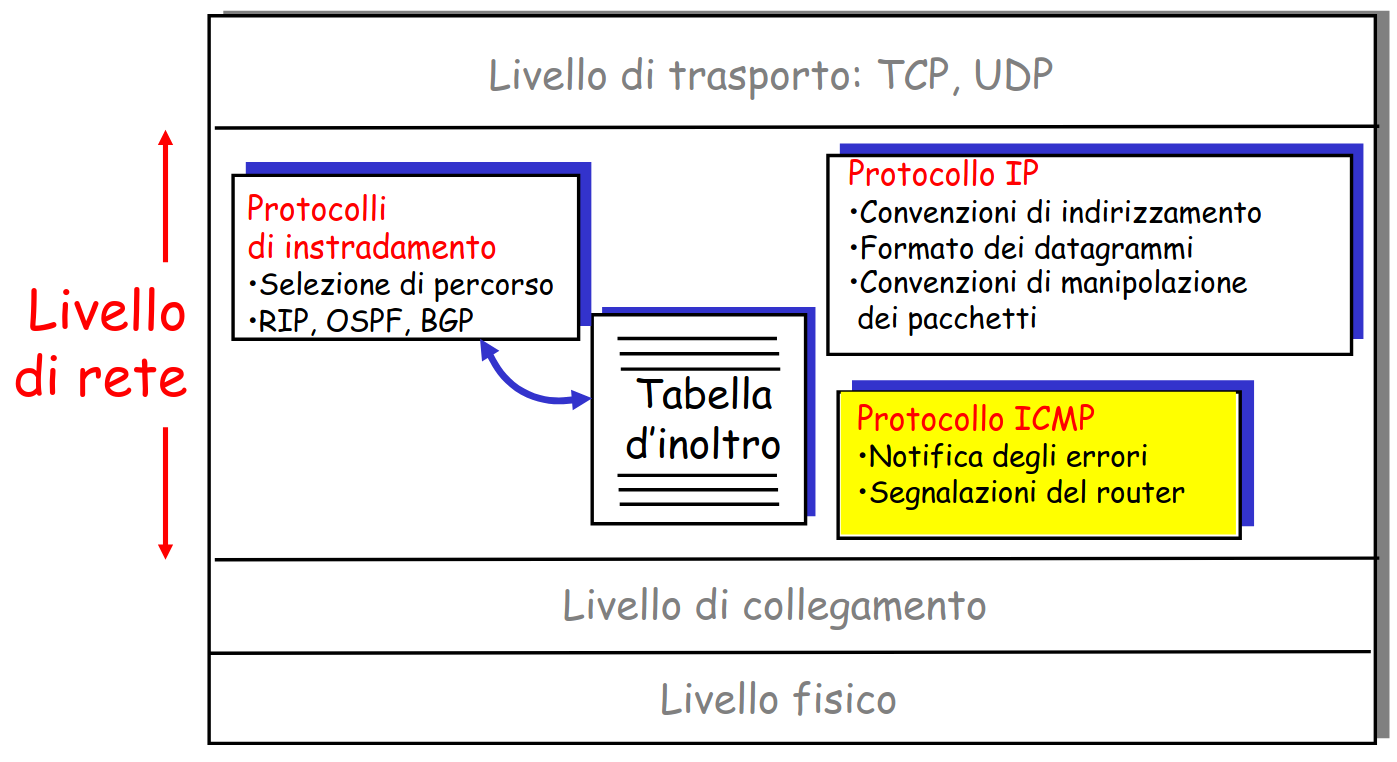 Livello di trasporto: TCP, UDP
Livello
di rete
Protocolli
di instradamento
•Selezione di percorso
•RIP, OSPF, BGP
Tabella
d'inoltro
Protocollo IP
•Convenzioni di indirizzamento
•Formato dei datagrammi
•Convenzioni di manipolazione
dei pacchetti
Protocollo ICMP
•Notifica degli errori
•Segnalazioni del router
Livello di collegamento
Livello fisico